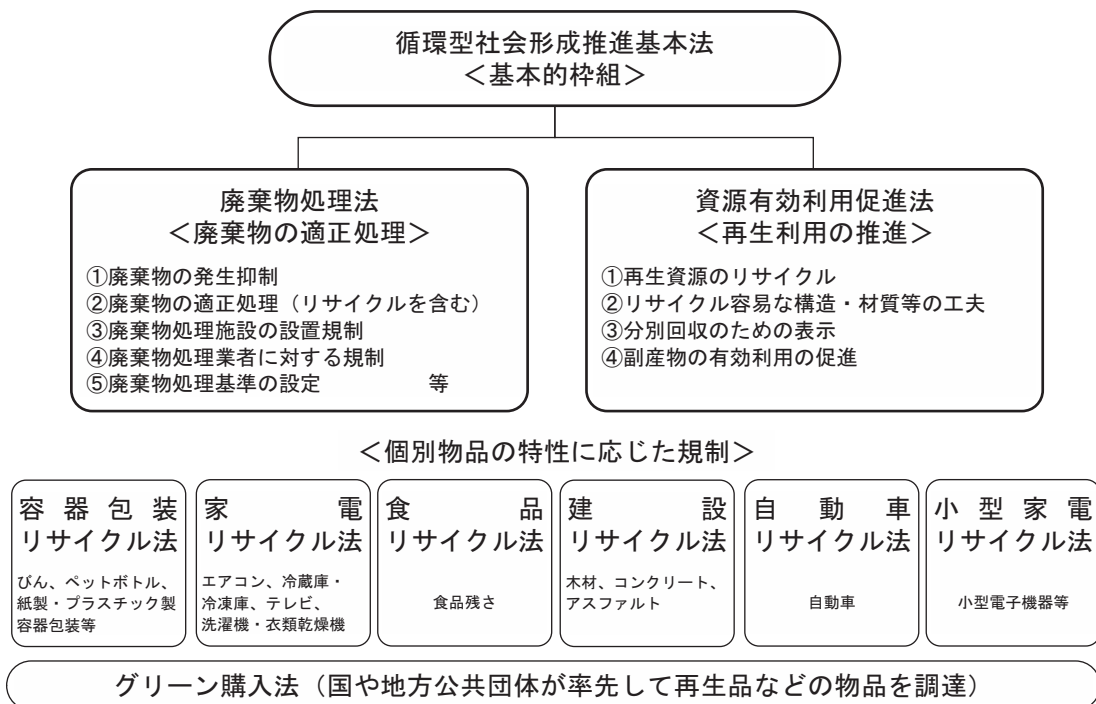 循環型社会形成推進基本法
＜基本的枠組＞
廃棄物処理法
＜廃棄物の適正処理＞
①廃棄物の発生抑制
②廃棄物の適正処理（リサイクルを含む）
③廃棄物処理施設の設置規制
④廃棄物処理業者に対する規制
⑤廃棄物処理基準の設定　等
資源有効利用促進法
＜再生利用の推進＞
①再生資源のリサイクル
②リサイクル容易な構造・材質等の工夫
③分別回収のための表示
④副産物の有効利用の促進
＜個別物品の特性に応じた規制＞
容器包装
リサイクル法
びん、ペットボトル、
紙製・プラスチック製
容器包装等
家電
リサイクル法
エアコン、冷蔵庫・
冷凍庫、テレビ、
洗濯機・衣類乾燥機
食品
リサイクル法
食品残さ
建設
リサイクル法
木材、コンクリート、
アスファルト
自動車
リサイクル法
自動車
小型家電
リサイクル法
小型電子機器等
グリーン購入法（国や地方公共団体が率先して再生品などの物品を調達）